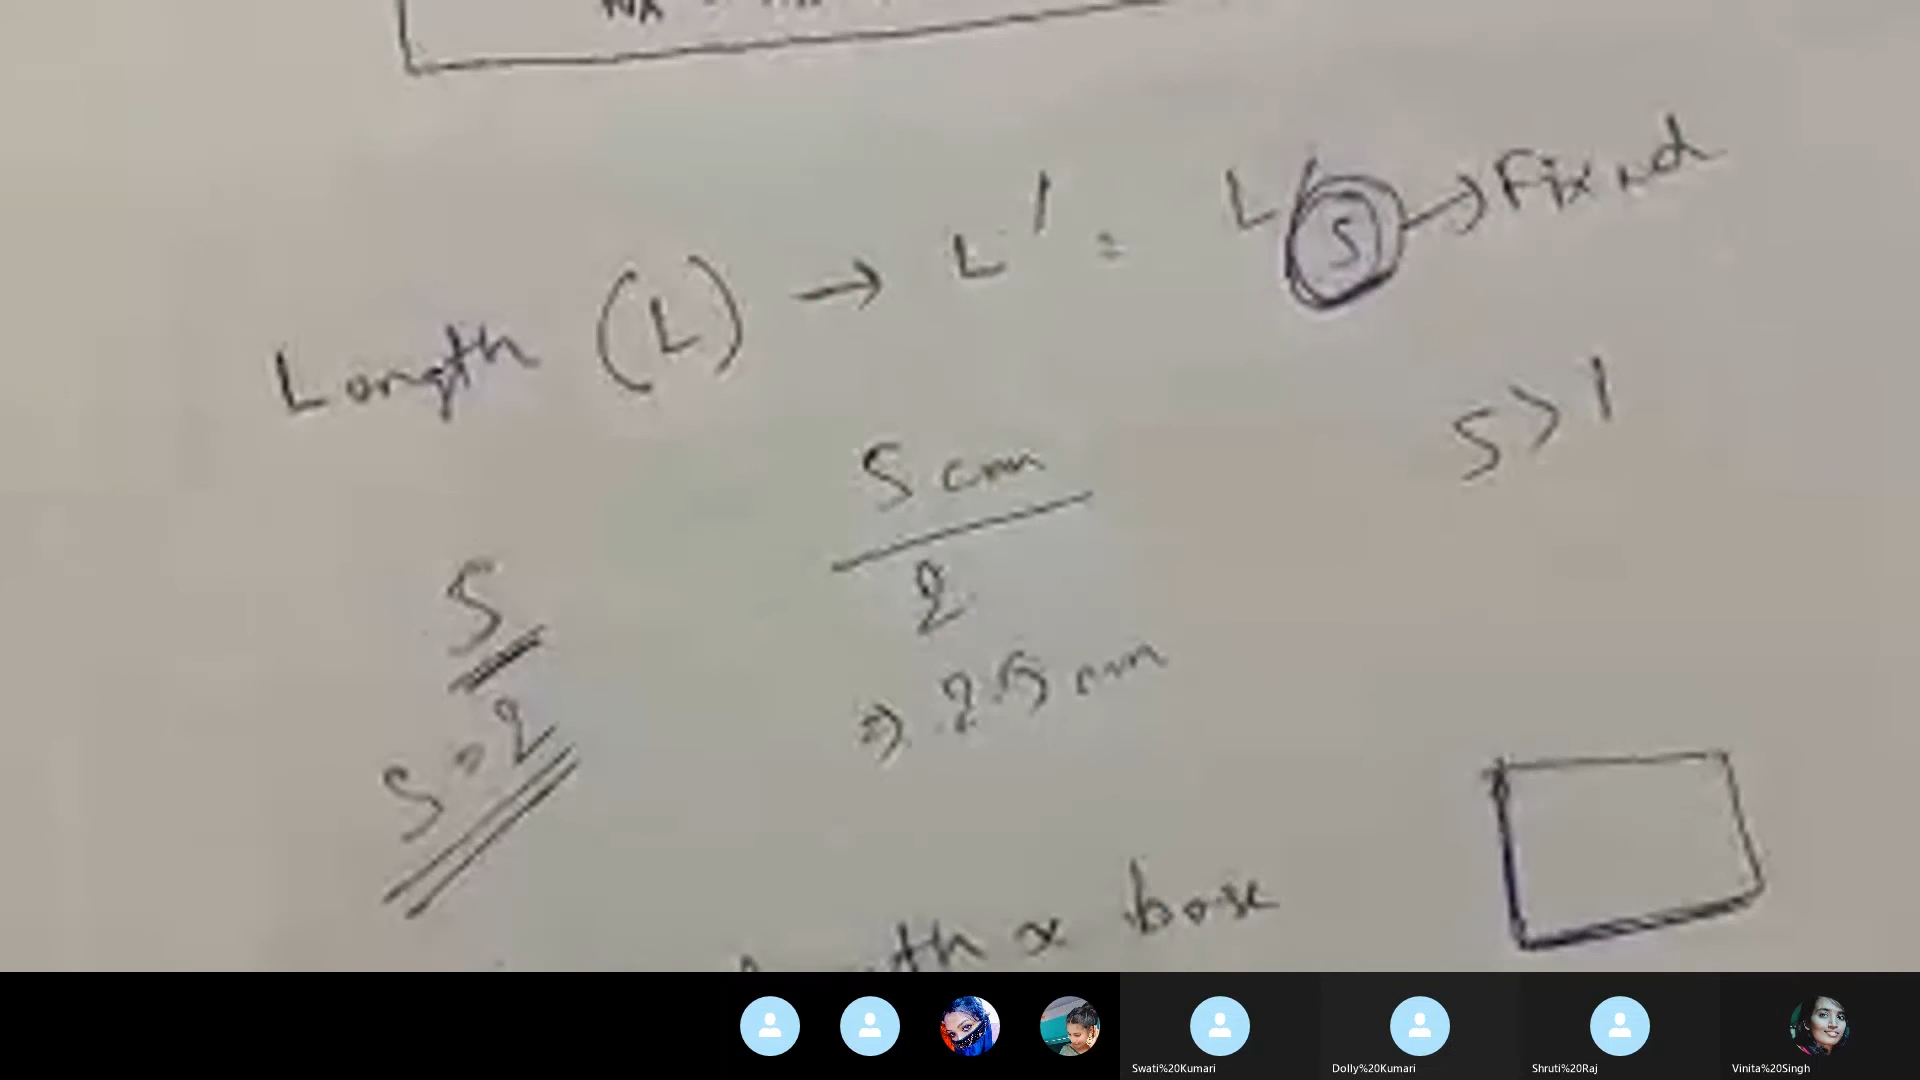 Length (L) → L' = L/S → Fixed
S > 1
5 cm
2
⇒ 2.5 cm
S
S = 2
th x base
Swati%20Kumari
Dolly%20Kumari
Shruti%20Raj
Vinita%20Singh